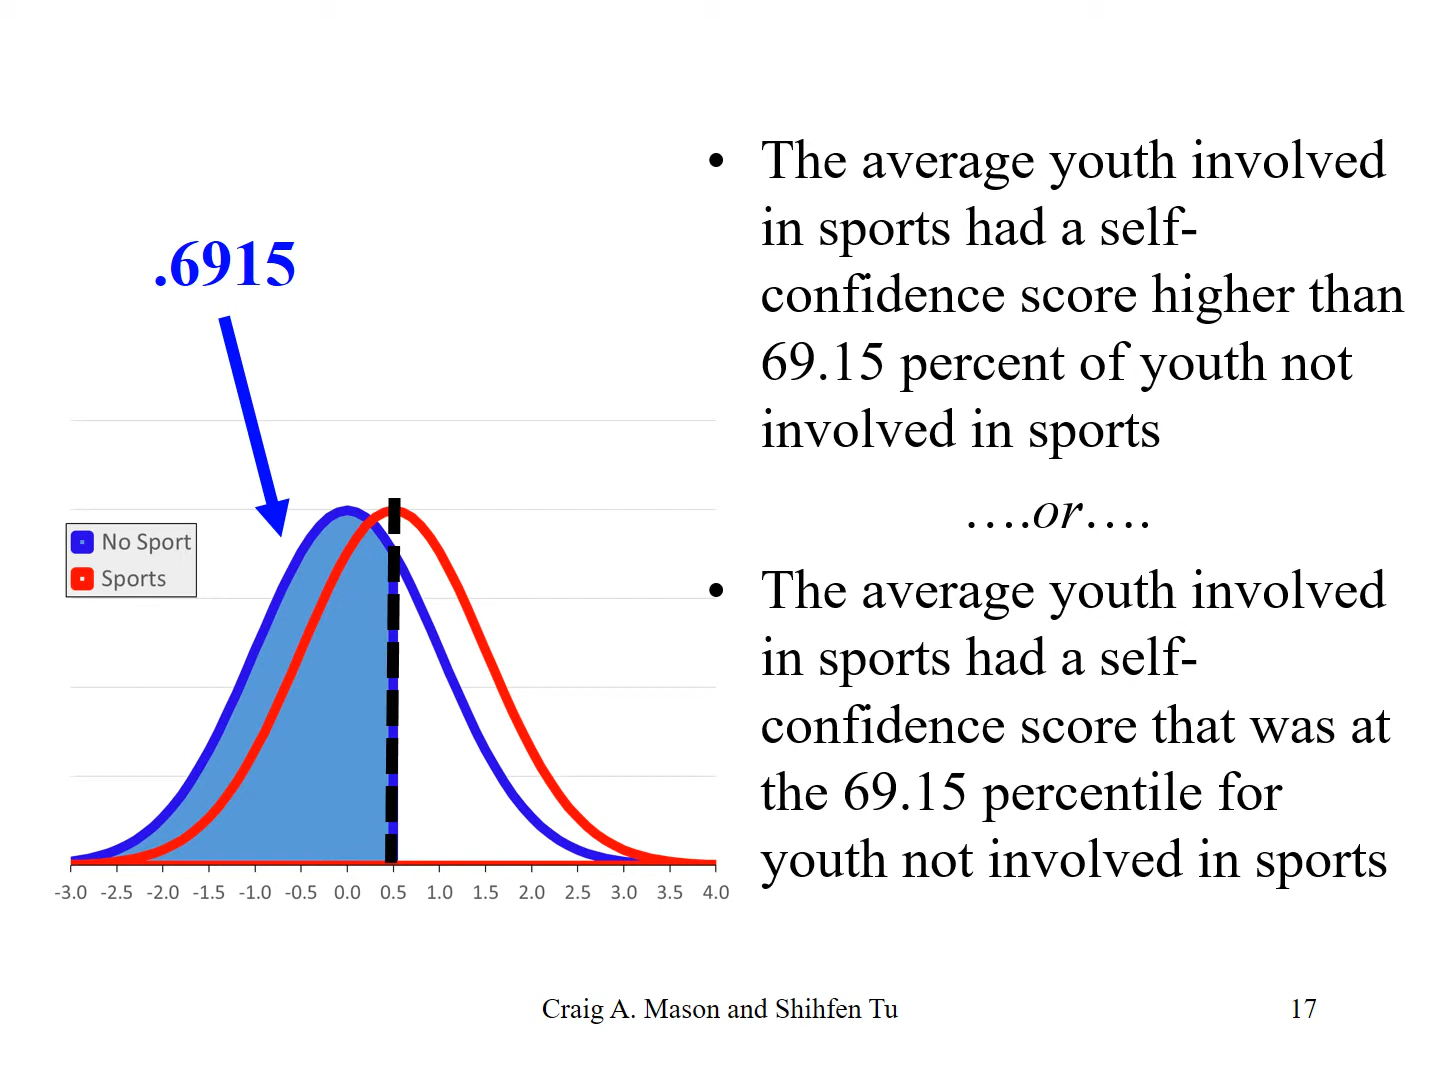 • The average youth involved
in sports had a self-
confidence score higher than
69.15 percent of youth not
involved in sports
….or….
• The average youth involved
in sports had a self-
confidence score that was at
the 69.15 percentile for
youth not involved in sports
.6915
No Sport
Sports
-3.0 -2.5 -2.0 -1.5 -1.0 -0.5 0.0 0.5 1.0 1.5 2.0 2.5 3.0 3.5 4.0
Craig A. Mason and Shihfen Tu
17